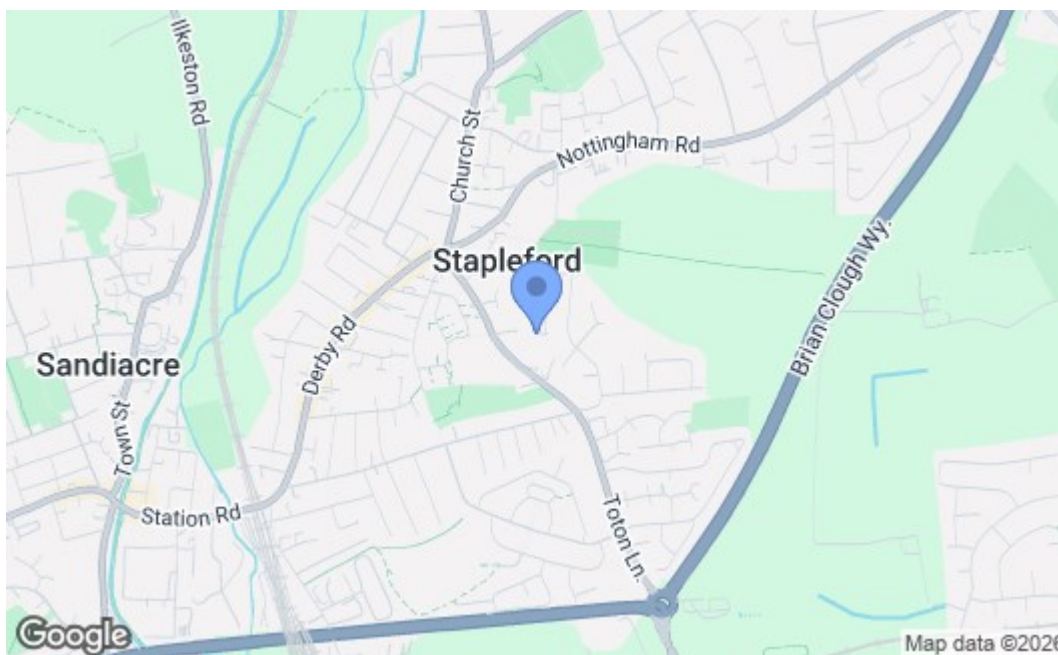 Ilkeston Rd
Church St
Nottingham Rd
Stapleford
Brian Clough Wy.
Derby Rd
Sandiacre
Town St
Station Rd
Toton Ln.
Google
Map data ©2026